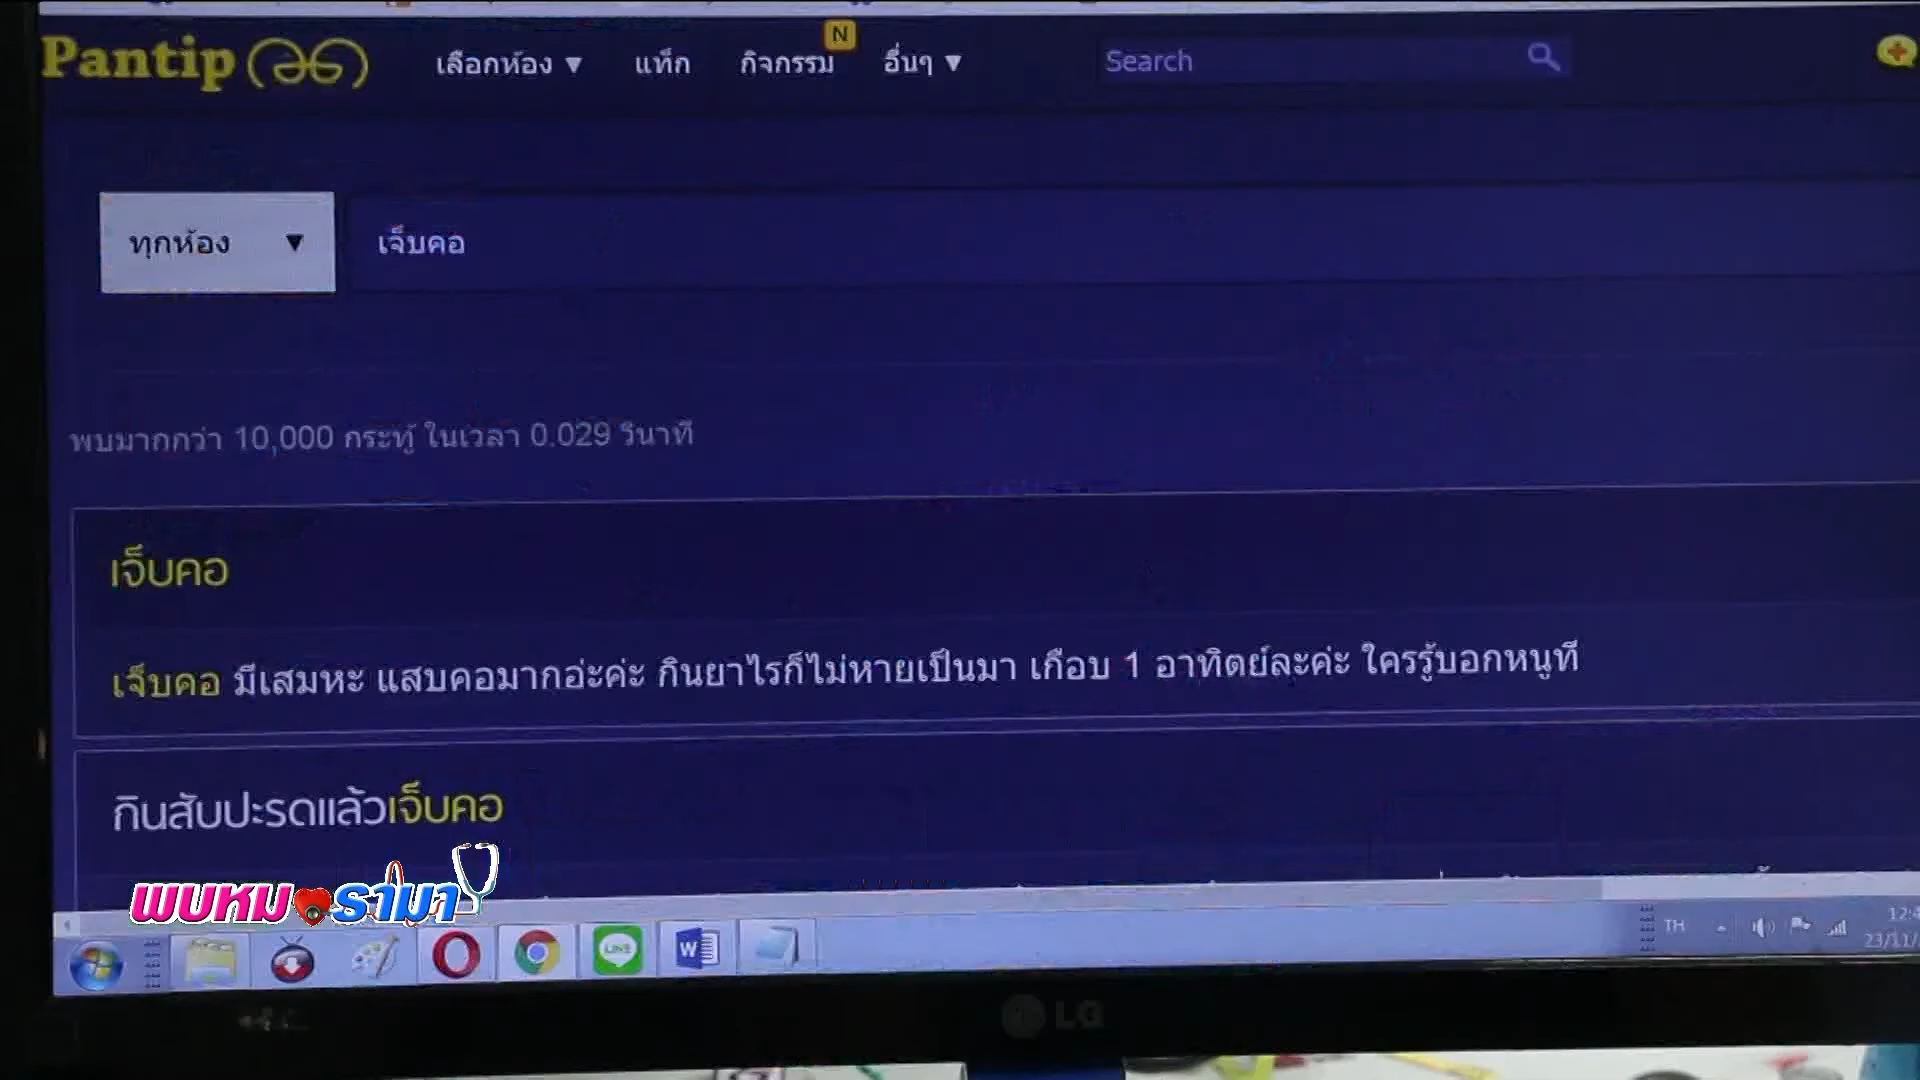 Pantip
เลือกห้อง ▼ แท็ก กิจกรรม N อื่นๆ ▼ Search
ทุกห้อง ▼ เจ็บคอ
พบมากกว่า 10,000 กระทู้ ในเวลา 0.029 วินาที
เจ็บคอ
เจ็บคอ มีเสมหะ แสบคอมากอ่ะค่ะ กินยาไรก็ไม่หายเป็นมา เกือบ 1 อาทิตย์ละค่ะ ใครรู้บอกหนูที
กินสับปะรดแล้วเจ็บคอ
พบหมอรามา
LINE
W
TH
12:4
23/11/
LG